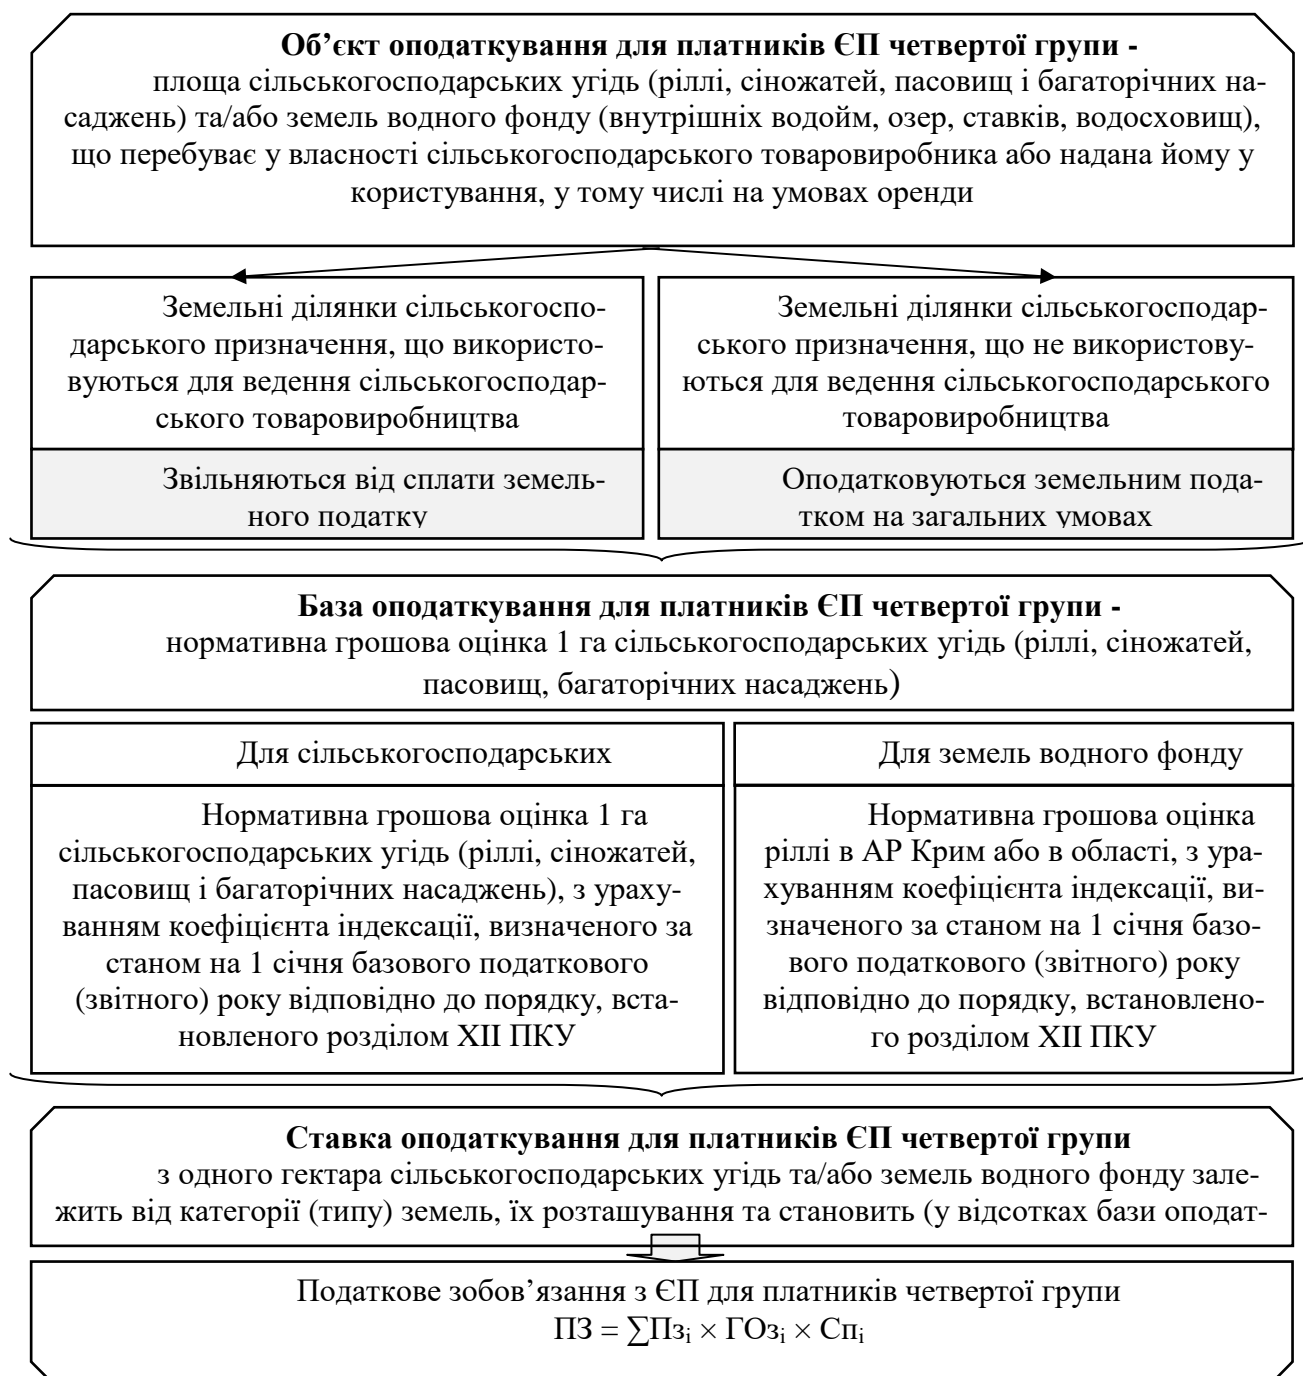 Об’єкт оподаткування для платників ЄП четвертої групи -
площа сільськогосподарських угідь (ріллі, сіножатей, пасовищ і багаторічних на-
саджень) та/або земель водного фонду (внутрішніх водойм, озер, ставків, водосховищ),
що перебуває у власності сільськогосподарського товаровиробника або надана йому у
користування, у тому числі на умовах оренди
Земельні ділянки сільськогоспо-
дарського призначення, що використо-
вуються для ведення сільськогосподар-
ського товаровиробництва
Звільняються від сплати земель-
ного податку
Земельні ділянки сільськогосподар-
ського призначення, що не використову-
ються для ведення сільськогосподарського
товаровиробництва
Оподатковуються земельним пода-
тком на загальних умовах
База оподаткування для платників ЄП четвертої групи -
нормативна грошова оцінка 1 га сільськогосподарських угідь (ріллі, сіножатей,
пасовищ, багаторічних насаджень)
Для сільськогосподарських
Нормативна грошова оцінка 1 га
сільськогосподарських угідь (ріллі, сіножатей,
пасовищ і багаторічних насаджень), з ураху-
ванням коефіцієнта індексації, визначеного за
станом на 1 січня базового податкового
(звітного) року відповідно до порядку, вста-
новленого розділом XII ПКУ
Для земель водного фонду
Нормативна грошова оцінка
ріллі в АР Крим або в області, з ура-
хуванням коефіцієнта індексації, ви-
значеного за станом на 1 січня базо-
вого податкового (звітного) року
відповідно до порядку, встановлено-
го розділом XII ПКУ
Ставка оподаткування для платників ЄП четвертої групи
з одного гектара сільськогосподарських угідь та/або земель водного фонду зале-
жить від категорії (типу) земель, їх розташування та становить (у відсотках бази оподат-
Податкове зобов’язання з ЄП для платників четвертої групи
ПЗ = ∑Пзᵢ × ГОзᵢ × Спᵢ